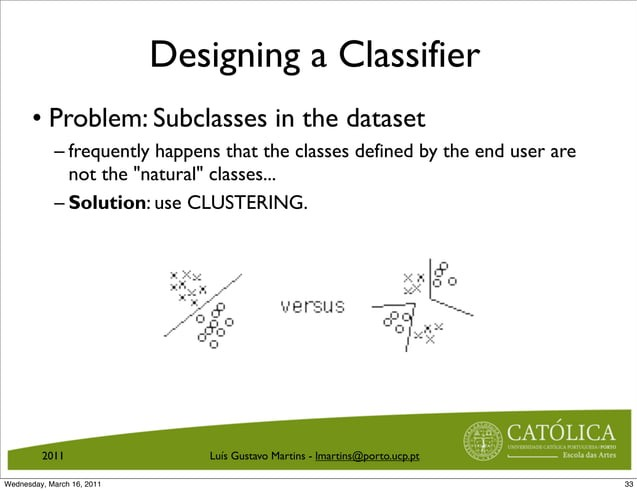 Designing a Classifier
• Problem: Subclasses in the dataset
– frequently happens that the classes defined by the end user are
not the "natural" classes...
– Solution: use CLUSTERING.
versus
CATÓLICA
UNIVERSIDADE CATÓLICA PORTUGUESA | PORTO
Escola das Artes
2011
Luís Gustavo Martins - lmartins@porto.ucp.pt
Wednesday, March 16, 2011
33